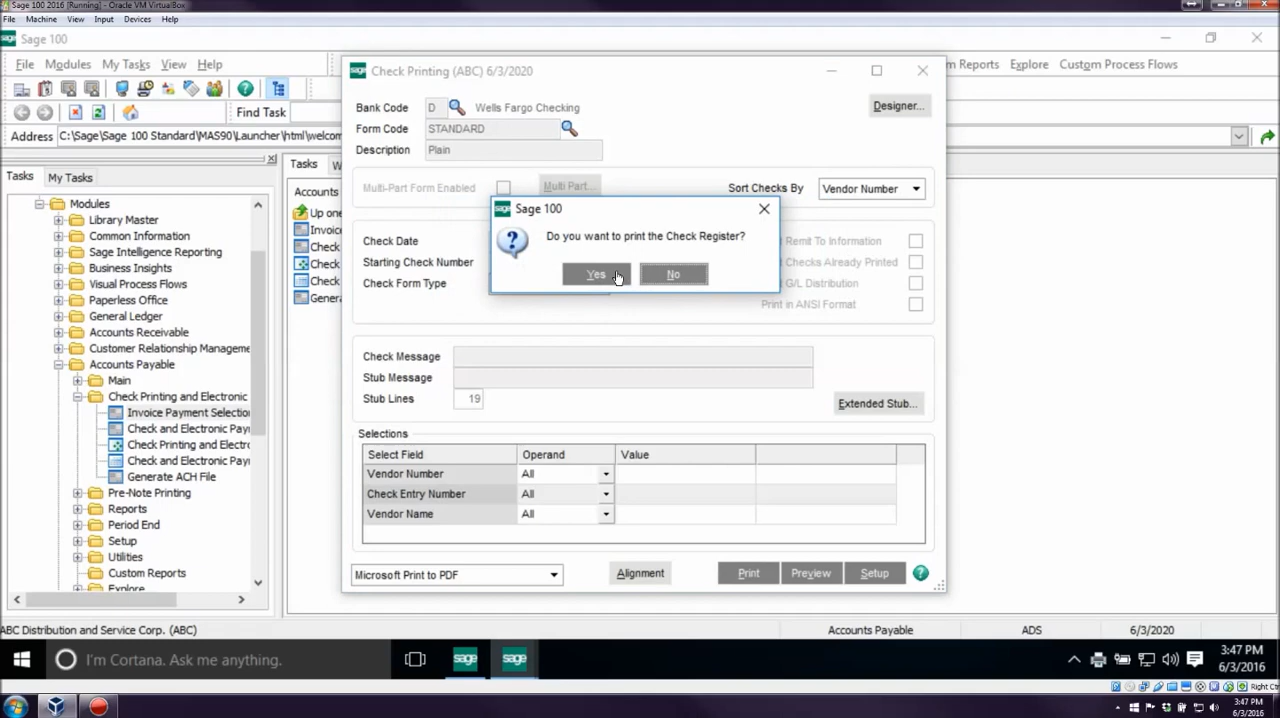 Sage 100 2016 [Running] - Oracle VM VirtualBox
File Machine View Input Devices Help
Sage 100
File Modules My Tasks View Help
m Reports Explore Custom Process Flows
Find Task
Address C:\Sage\Sage 100 Standard\MAS90\Launcher\html\welcom
Tasks My Tasks
Modules
Library Master
Common Information
Sage Intelligence Reporting
Business Insights
Visual Process Flows
Paperless Office
General Ledger
Accounts Receivable
Customer Relationship Manageme
Accounts Payable
Main
Check Printing and Electronic
Invoice Payment Selection
Check and Electronic Pay
Check Printing and Electro
Check and Electronic Pay
Generate ACH File
Pre-Note Printing
Reports
Period End
Setup
Utilities
Custom Reports
Explore
Tasks W
Accounts
Up one
Invoice
Check
Check
Check
Genera
Check Printing (ABC) 6/3/2020
Bank Code D Wells Fargo Checking
Designer...
Form Code STANDARD
Description Plain
Multi-Part Form Enabled Multi Part... Sort Checks By Vendor Number
Check Date
Starting Check Number
Check Form Type
Remit To Information
Checks Already Printed
G/L Distribution
Print in ANSI Format
Sage 100
Do you want to print the Check Register?
Yes No
Check Message
Stub Message
Stub Lines 19
Extended Stub...
Selections
Select Field Operand Value
Vendor Number All
Check Entry Number All
Vendor Name All
Microsoft Print to PDF Alignment Print Preview Setup
ABC Distribution and Service Corp. (ABC) Accounts Payable ADS 6/3/2020
I'm Cortana. Ask me anything.
3:47 PM
6/3/2016
Right Ctrl
3:47 PM
6/3/2016